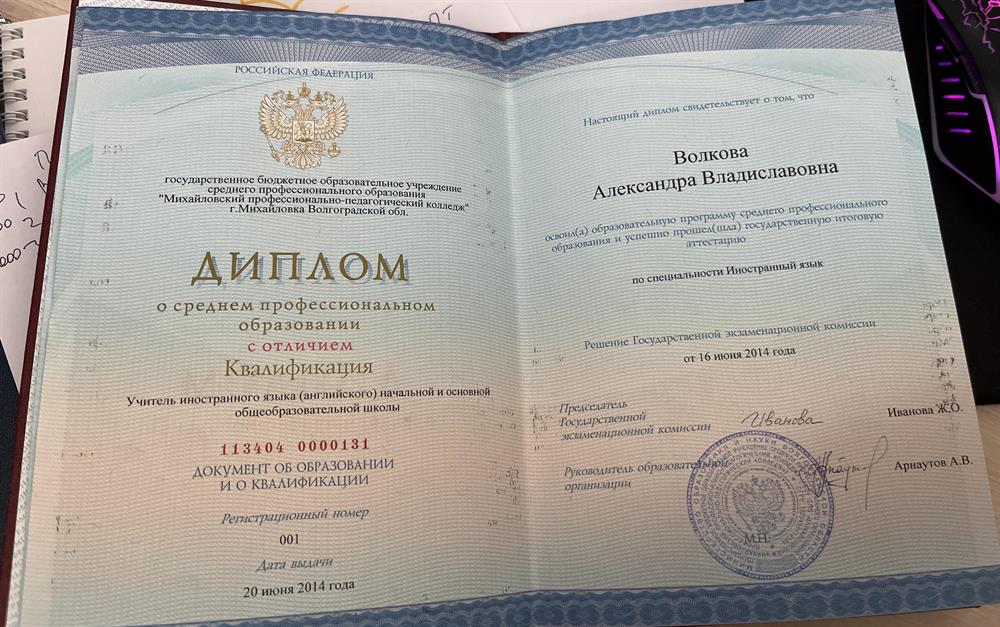 РОССИЙСКАЯ ФЕДЕРАЦИЯ
государственное бюджетное образовательное учреждение
среднего профессионального образования
"Михайловский профессионально-педагогический колледж"
г.Михайловка Волгоградской обл.
ДИПЛОМ
о среднем профессиональном
образовании
с отличием
Квалификация
Учитель иностранного языка (английского) начальной и основной
общеобразовательной школы
113404 0000131
ДОКУМЕНТ ОБ ОБРАЗОВАНИИ
И О КВАЛИФИКАЦИИ
Регистрационный номер
001
Дата выдачи
20 июня 2014 года
Настоящий диплом свидетельствует о том, что
Волкова
Александра Владиславовна
освоил(а) образовательную программу среднего профессионального
образования и успешно прошел(шла) государственную итоговую
аттестацию
по специальности Иностранный язык
Решение Государственной экзаменационной комиссии
от 16 июня 2014 года
Председатель
Государственной
экзаменационной комиссии
Иванова
Иванова Ж.О.
Руководитель образовательной
организации
Арнаутов А.В.
М.П.